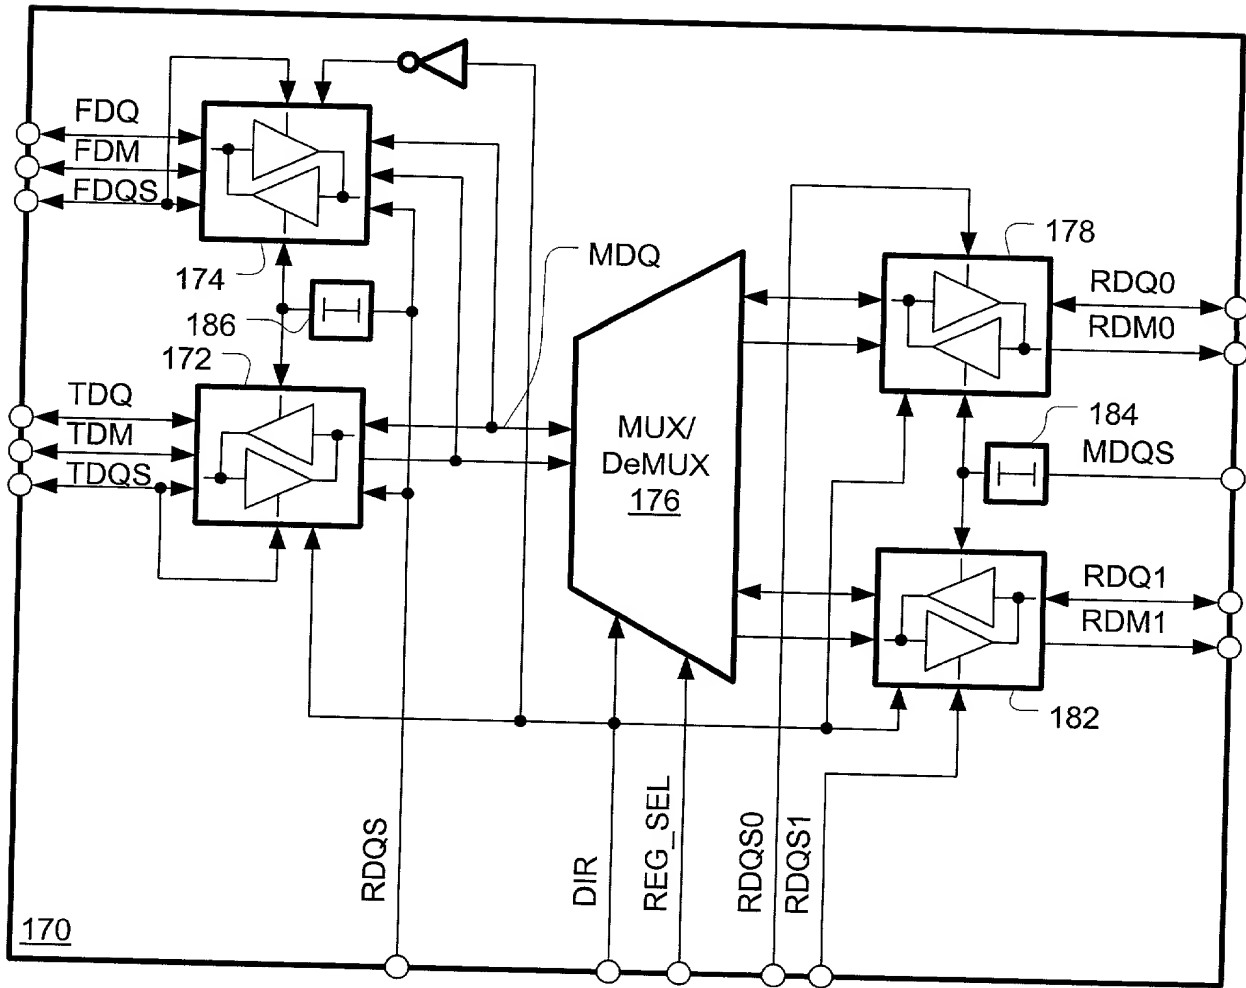 FDQ
FDM
FDQS
174
186
172
TDQ
TDM
TDQS
MDQ
MUX/
DeMUX
176
178
RDQ0
RDM0
184
MDQS
RDQ1
RDM1
182
RDQS
DIR
REG_SEL
RDQS0
RDQS1
170